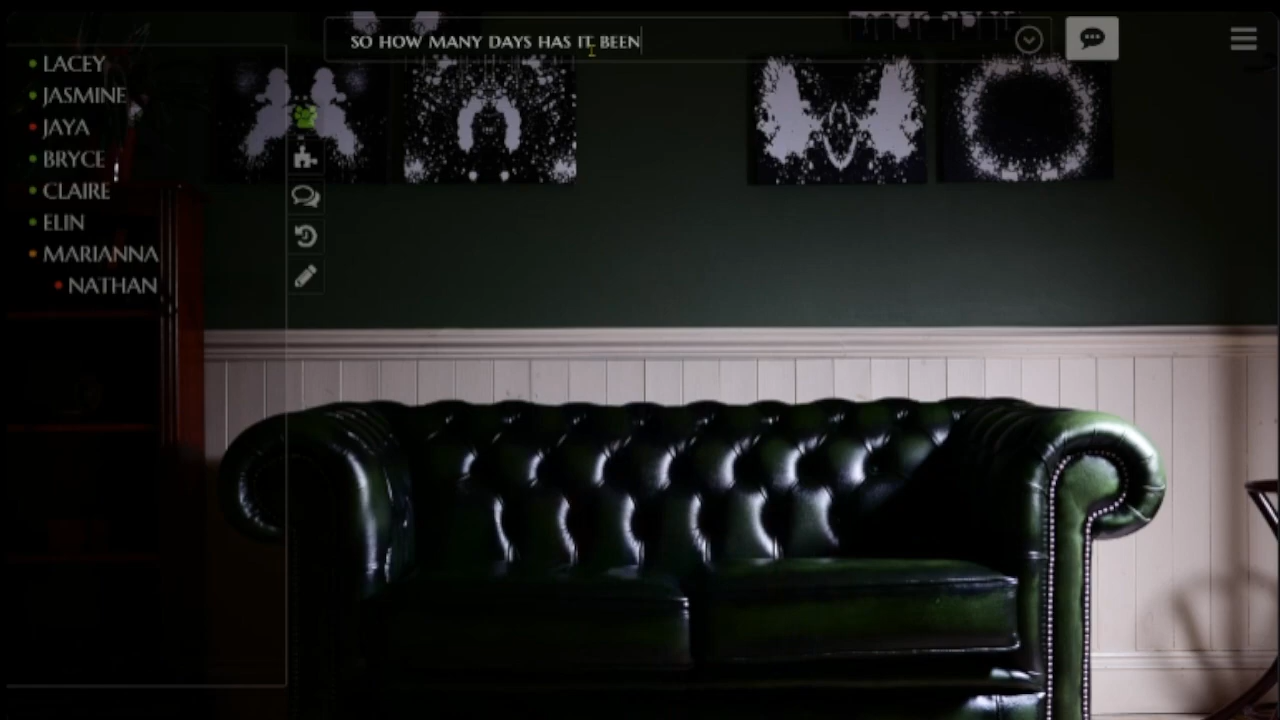 SO HOW MANY DAYS HAS IT BEEN
LACEY
JASMINE
JAYA
BRYCE
CLAIRE
ELIN
MARIANNA
NATHAN